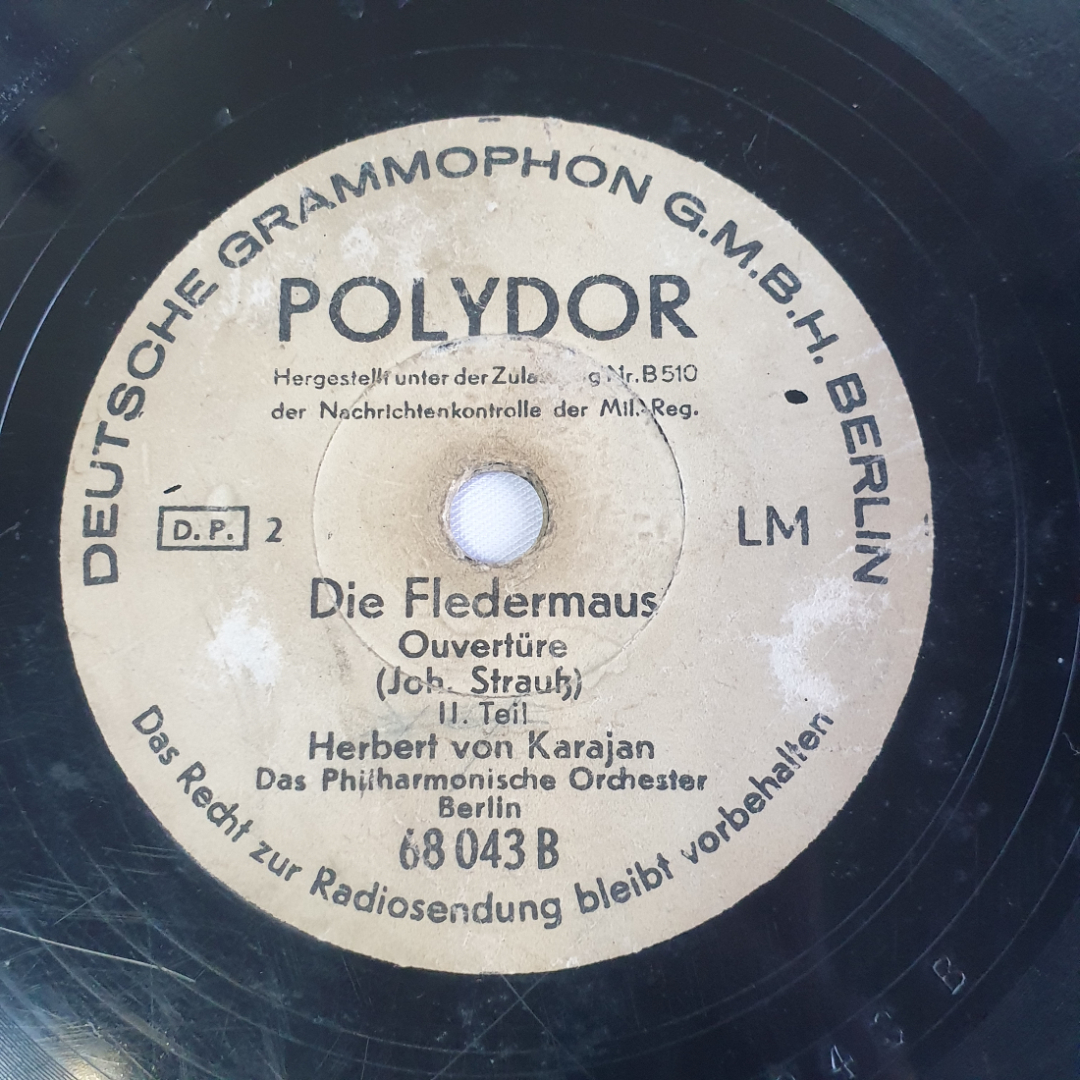 DEUTSCHE GRAMMOPHON G.M.B.H. BERLIN
POLYDOR
Hergestellt unter der Nr. B 510
der Nachrichtenkontrolle der Mil.-Reg.
D. P. 2
LM
Die Fledermaus
Ouvertüre
(Joh. Strauß)
II. Teil
Herbert von Karajan
Das Philharmonische Orchester
Berlin
68 043 B
Das Recht zur Radiosendung bleibt vorbehalten
43 B